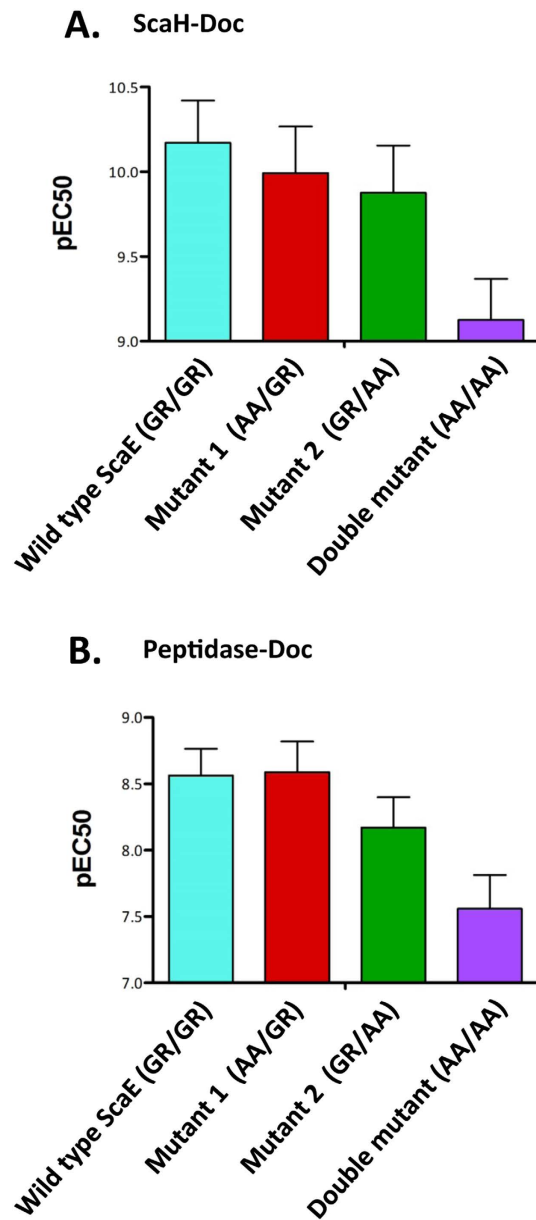 A. ScaH-Doc
10.5
10.0
9.5
9.0
pEC50
Wild type ScaE (GR/GR)
Mutant 1 (AA/GR)
Mutant 2 (GR/AA)
Double mutant (AA/AA)
B. Peptidase-Doc
9.0
8.5
8.0
7.5
7.0
pEC50
Wild type ScaE (GR/GR)
Mutant 1 (AA/GR)
Mutant 2 (GR/AA)
Double mutant (AA/AA)